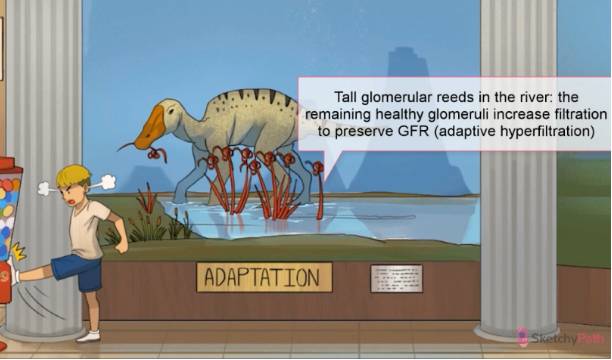 Tall glomerular reeds in the river: the
remaining healthy glomeruli increase filtration
to preserve GFR (adaptive hyperfiltration)
ADAPTATION
SketchyPath